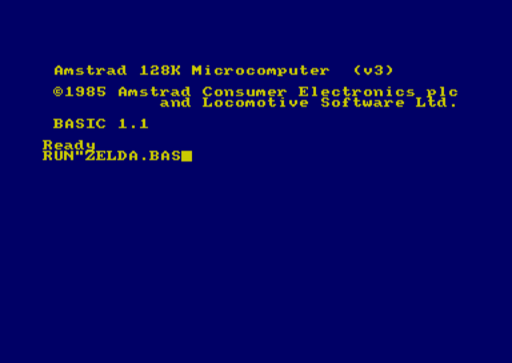 Amstrad 128K Microcomputer (v3)
©1985 Amstrad Consumer Electronics plc
and Locomotive Software Ltd.
BASIC 1.1
Ready
RUN"ZELDA.BAS